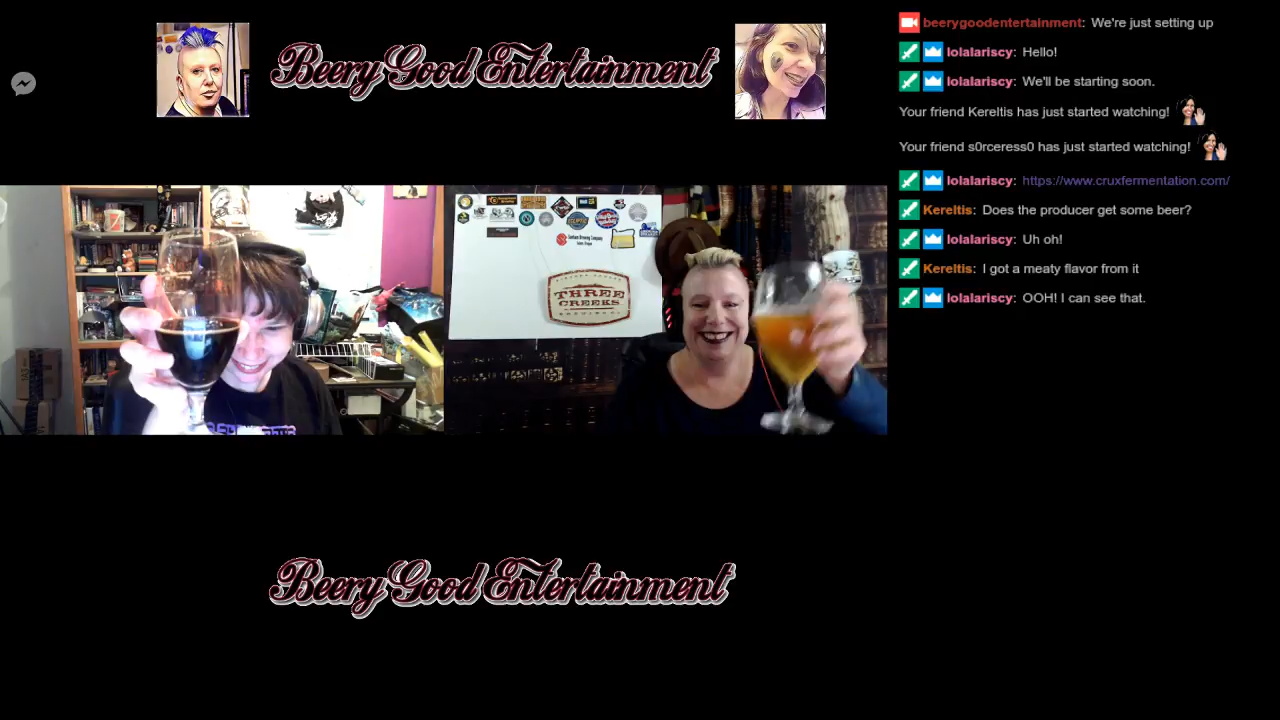 Beery Good Entertainment
beerygoodentertainment: We're just setting up
lolalariscy: Hello!
lolalariscy: We'll be starting soon.
Your friend Kereltis has just started watching!
Your friend s0rceress0 has just started watching!
lolalariscy: https://www.cruxfermentation.com/
Kereltis: Does the producer get some beer?
lolalariscy: Uh oh!
Kereltis: I got a meaty flavor from it
lolalariscy: OOH! I can see that.
THREE
CREEKS
Beery Good Entertainment